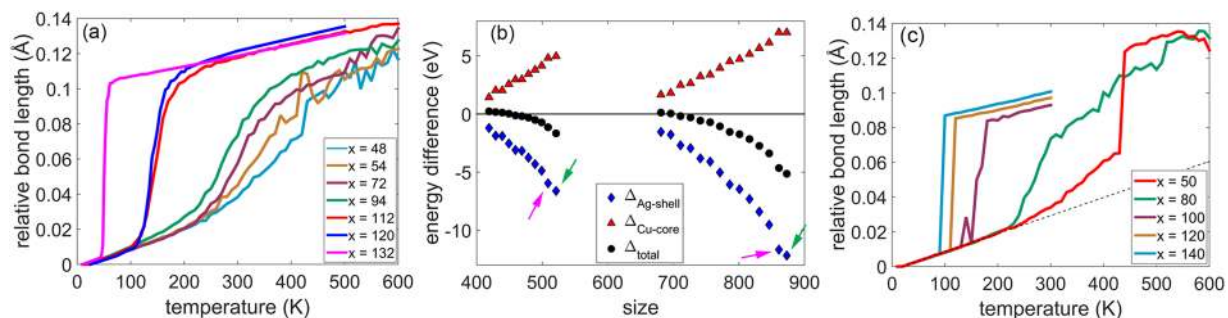 (a)
relative bond length (Å)
0.14
0.12
0.1
0.08
0.06
0.04
0.02
0
0 100 200 300 400 500 600
temperature (K)
x = 48
x = 54
x = 72
x = 94
x = 112
x = 120
x = 132
(b)
energy difference (eV)
5
0
-5
-10
400 500 600 700 800 900
size
ΔAg-shell
ΔCu-core
Δtotal
(c)
relative bond length (Å)
0.14
0.12
0.1
0.08
0.06
0.04
0.02
0
0 100 200 300 400 500 600
temperature (K)
x = 50
x = 80
x = 100
x = 120
x = 140